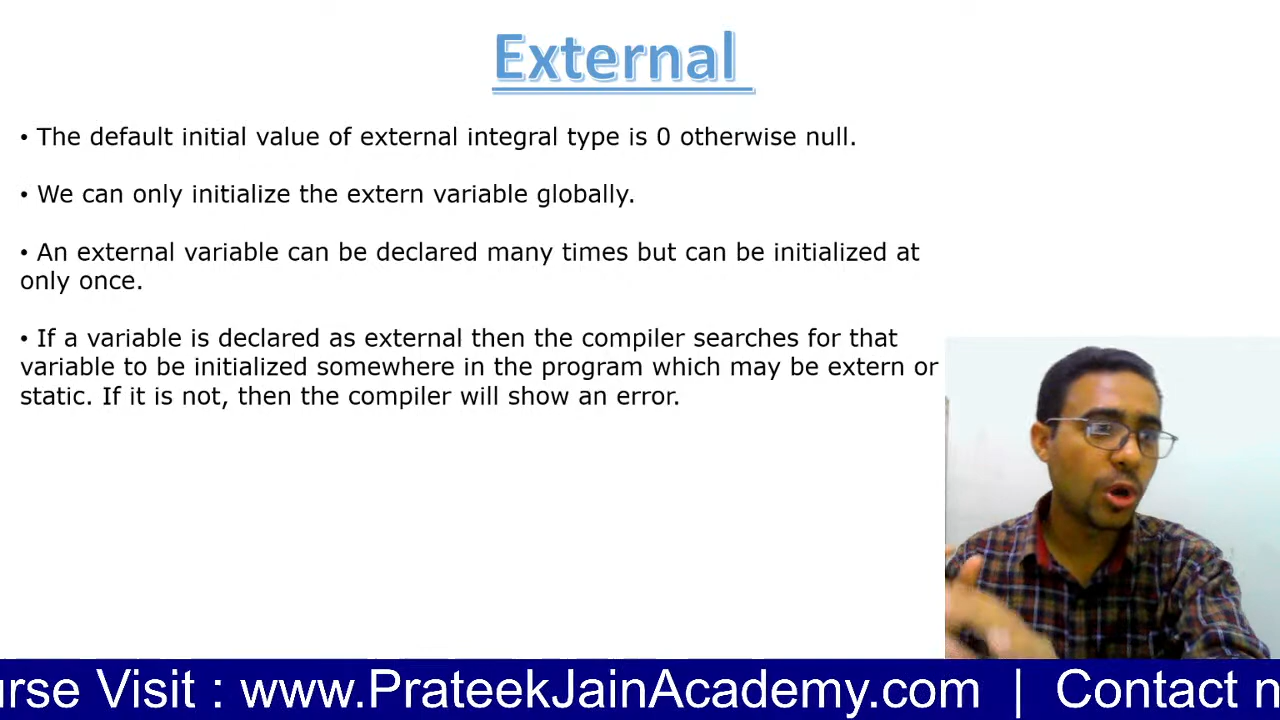 External
• The default initial value of external integral type is 0 otherwise null.
• We can only initialize the extern variable globally.
• An external variable can be declared many times but can be initialized at
only once.
• If a variable is declared as external then the compiler searches for that
variable to be initialized somewhere in the program which may be extern or
static. If it is not, then the compiler will show an error.
urse Visit : www.PrateekJainAcademy.com | Contact n